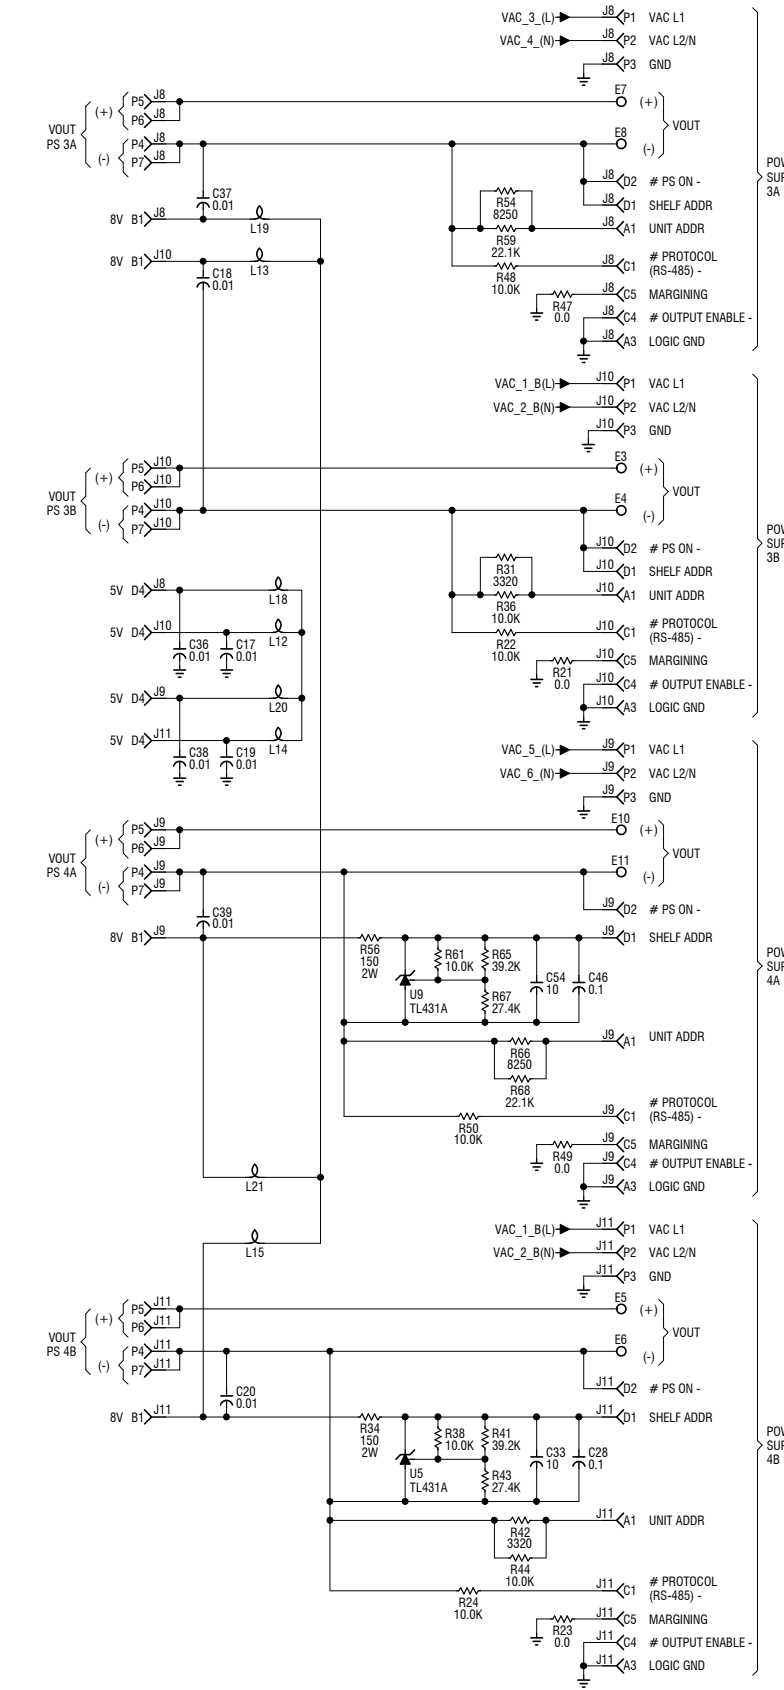 VAC_3_(L) J8 P1 VAC L1
VAC_4_(N) J8 P2 VAC L2/N
J8 P3 GND
VOUT
PS 3A
(+) P5 J8
P6 J8
(-) P4 J8
P7 J8
E7 (+)
E8 (-)
VOUT
C37
0.01
8V B1 J8
L19
8V B1 J10
L13
C18
0.01
J8 D2 # PS ON -
J8 D1 SHELF ADDR
R54
8250
J8 A1 UNIT ADDR
R59
22.1K
J8 C1 # PROTOCOL
(RS-485) -
R48
10.0K
J8 C5 MARGINING
R47
0.0
J8 C4 # OUTPUT ENABLE -
J8 A3 LOGIC GND
3A
VAC_1_B(L) J10 P1 VAC L1
VAC_2_B(N) J10 P2 VAC L2/N
J10 P3 GND
VOUT
PS 3B
(+) P5 J10
P6 J10
(-) P4 J10
P7 J10
E3 (+)
E4 (-)
VOUT
J10 D2 # PS ON -
J10 D1 SHELF ADDR
R31
3320
J10 A1 UNIT ADDR
R36
10.0K
J10 C1 # PROTOCOL
(RS-485) -
R22
10.0K
J10 C5 MARGINING
R21
0.0
J10 C4 # OUTPUT ENABLE -
J10 A3 LOGIC GND
3B
5V D4 J8
L18
5V D4 J10
L12
C36
0.01
C17
0.01
5V D4 J9
L20
5V D4 J11
L14
C38
0.01
C19
0.01
VAC_5_(L) J9 P1 VAC L1
VAC_6_(N) J9 P2 VAC L2/N
J9 P3 GND
VOUT
PS 4A
(+) P5 J9
P6 J9
(-) P4 J9
P7 J9
E10 (+)
E11 (-)
VOUT
J9 D2 # PS ON -
C39
0.01
8V B1 J9
R56
150
2W
J9 D1 SHELF ADDR
R61
10.0K
R65
39.2K
U9
TL431A
R67
27.4K
C54
10
C46
0.1
J9 A1 UNIT ADDR
R66
8250
R68
22.1K
J9 C1 # PROTOCOL
(RS-485) -
R50
10.0K
J9 C5 MARGINING
R49
0.0
J9 C4 # OUTPUT ENABLE -
J9 A3 LOGIC GND
4A
L21
L15
VAC_1_B(L) J11 P1 VAC L1
VAC_2_B(N) J11 P2 VAC L2/N
J11 P3 GND
VOUT
PS 4B
(+) P5 J11
P6 J11
(-) P4 J11
P7 J11
E5 (+)
E6 (-)
VOUT
J11 D2 # PS ON -
C20
0.01
8V B1 J11
R34
150
2W
J11 D1 SHELF ADDR
R38
10.0K
R41
39.2K
U5
TL431A
R43
27.4K
C33
10
C28
0.1
J11 A1 UNIT ADDR
R42
3320
R44
10.0K
J11 C1 # PROTOCOL
(RS-485) -
R24
10.0K
J11 C5 MARGINING
R23
0.0
J11 C4 # OUTPUT ENABLE -
J11 A3 LOGIC GND
4B